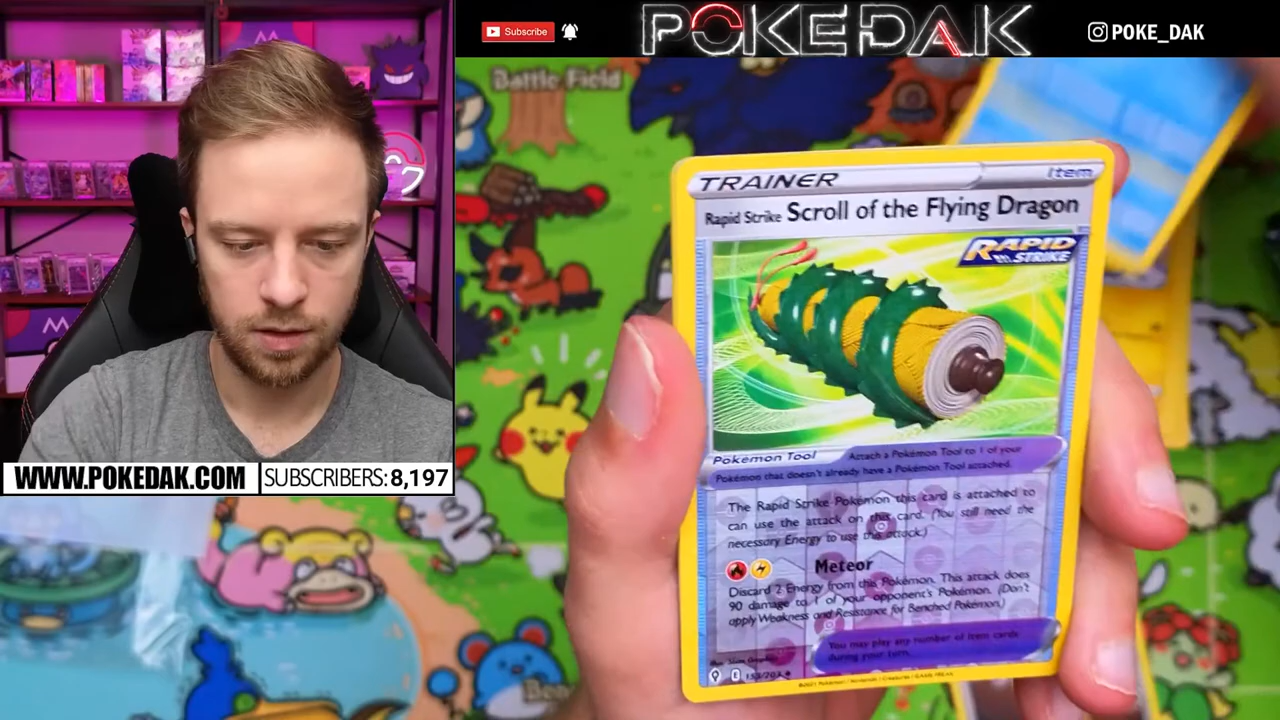 Subscribe
POKEDAK
POKE_DAK
Battle Field
TRAINER
Item
Rapid Strike Scroll of the Flying Dragon
RAPID STRIKE
Pokémon Tool
Attach a Pokémon Tool to 1 of your
Pokémon that doesn't already have a Pokémon Tool attached.
The Rapid Strike Pokémon this card is attached to
can use the attack on this card. (You still need the
necessary Energy to use this attack.)
Meteor
Discard 2 Energy from this Pokémon. This attack does
90 damage to 1 of your opponent's Pokémon. (Don't
apply Weakness and Resistance for Benched Pokémon.)
You may play any number of Item cards
during your turn.
WWW.POKEDAK.COM
SUBSCRIBERS: 8,197